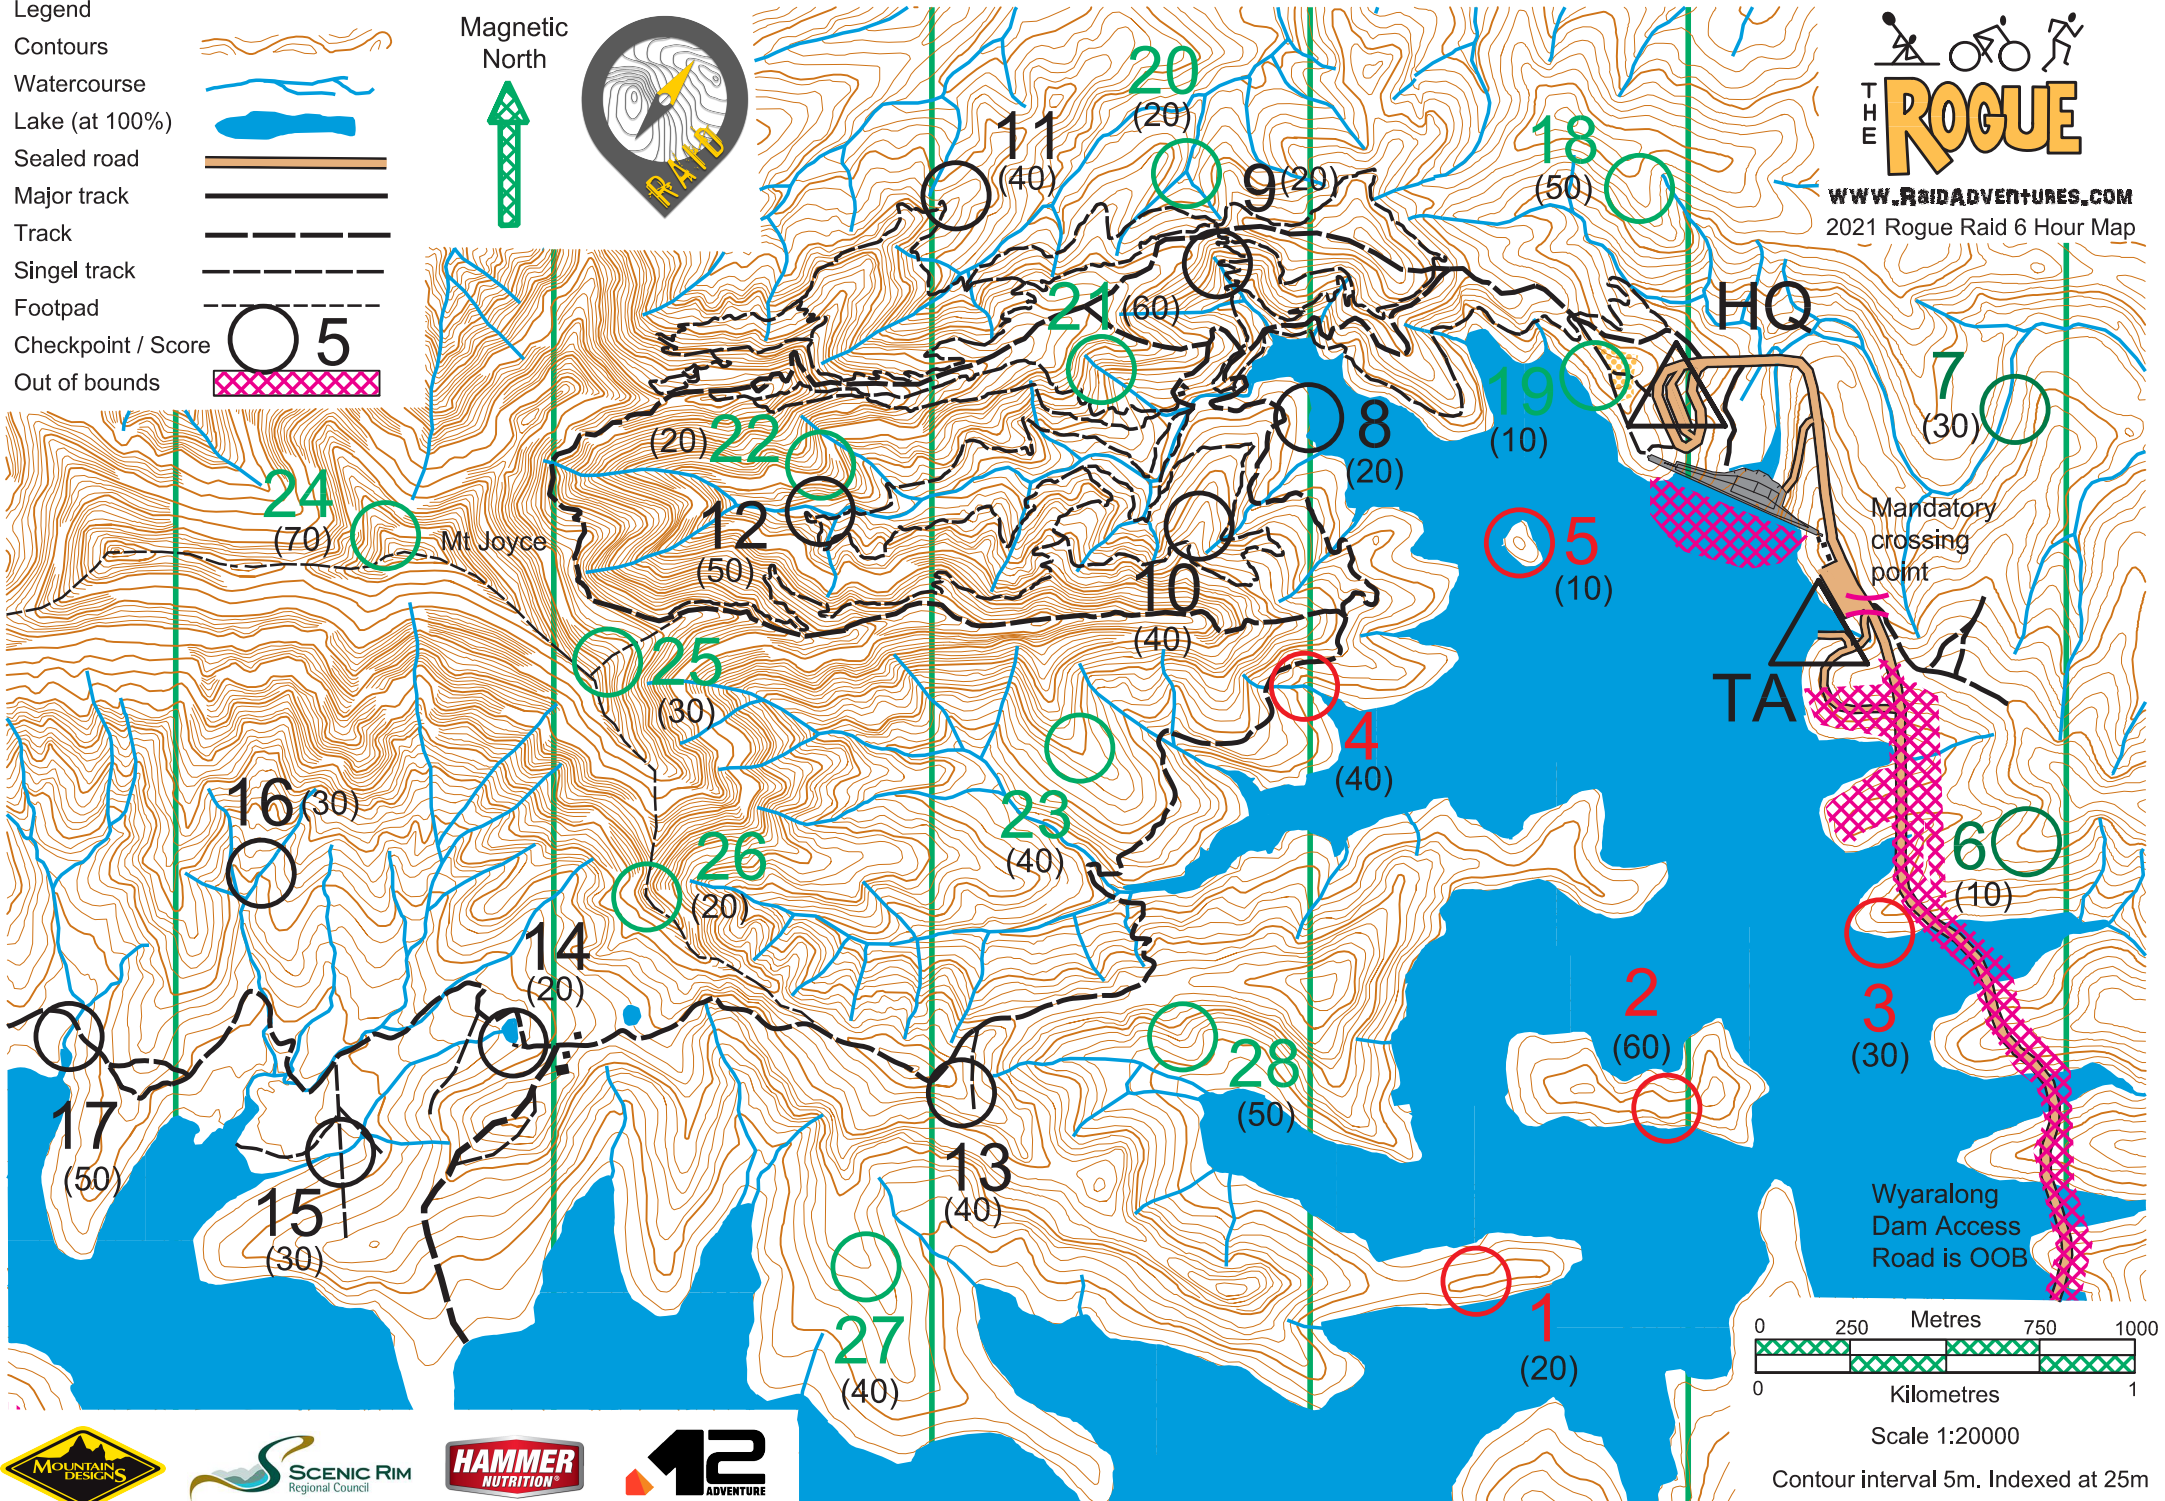 Legend
Contours
Watercourse
Lake (at 100%)
Sealed road
Major track
Track
Singel track
Footpad
Checkpoint / Score
5
Out of bounds
Magnetic
North
RAID
THE
ROGUE
www.RaidAdventures.com
2021 Rogue Raid 6 Hour Map
20
(20)
11
(40)
9 (20)
18
(50)
21 (60)
HQ
19
(10)
7
(30)
8
(20)
(20) 22
24
(70)
Mt Joyce
12
(50)
10
(40)
5
(10)
Mandatory
crossing
point
TA
25
(30)
4
(40)
23
(40)
16 (30)
26
(20)
6
(10)
14
(20)
2
(60)
3
(30)
28
(50)
17
(50)
15
(30)
13
(40)
27
(40)
1
(20)
Wyaralong
Dam Access
Road is OOB
Metres
0 250 750 1000
0 1
Kilometres
Scale 1:20000
Contour interval 5m. Indexed at 25m
MOUNTAIN
DESIGNS
SCENIC RIM
Regional Council
HAMMER
NUTRITION®
12
ADVENTURE